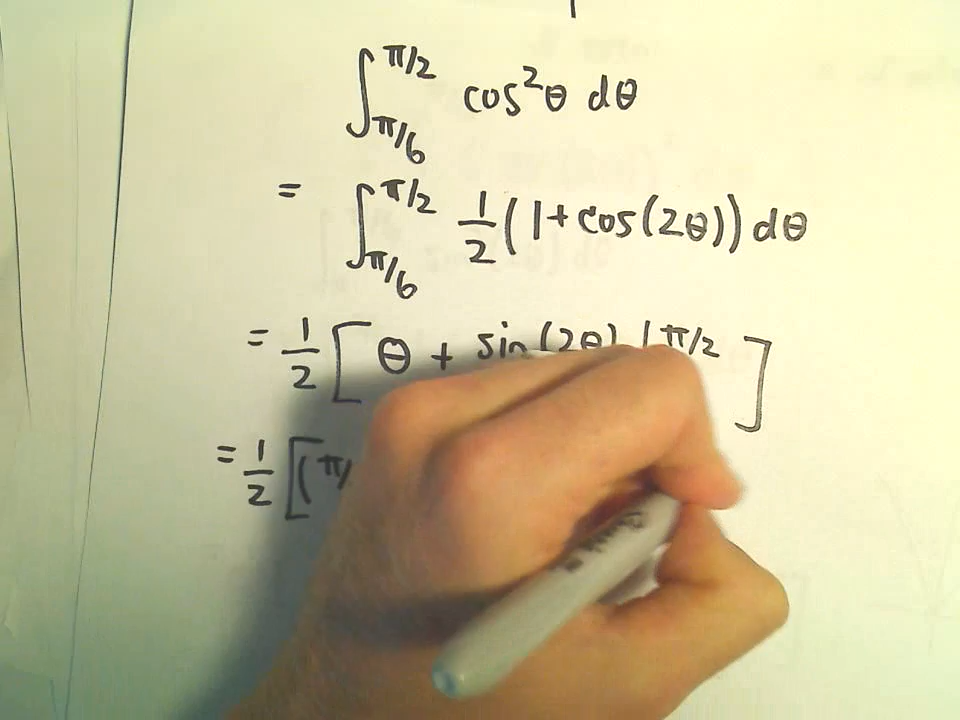 ∫_{π/6}^{π/2} cos²θ dθ
= ∫_{π/6}^{π/2} 1/2 (1 + cos(2θ)) dθ
= 1/2 [ θ + sin(2θ) |^{π/2} ]
= 1/2 [ (π/